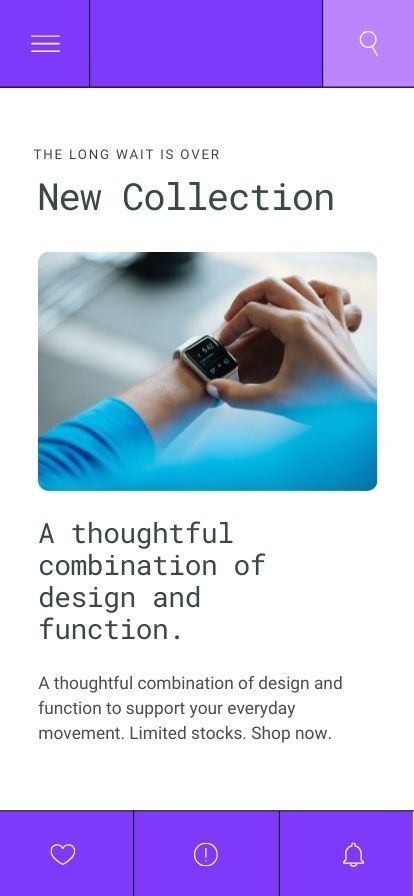 THE LONG WAIT IS OVER
New Collection
A thoughtful
combination of
design and
function.
A thoughtful combination of design and
function to support your everyday
movement. Limited stocks. Shop now.